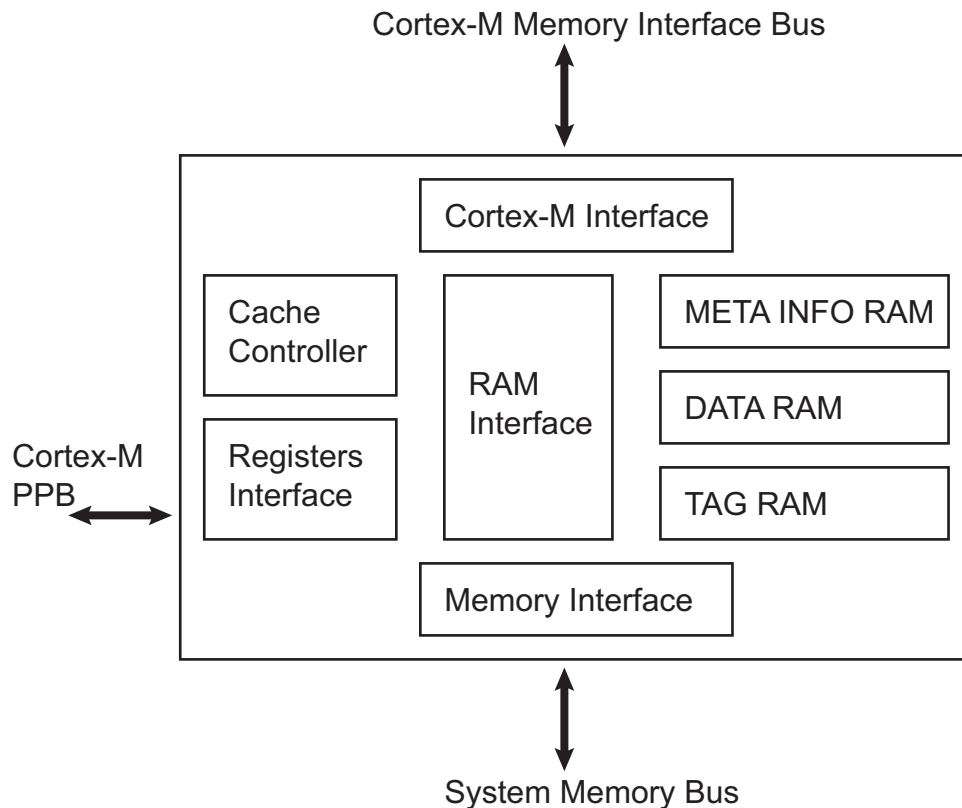 Cortex-M Memory Interface Bus
Cortex-M Interface
Cache
Controller
RAM
Interface
META INFO RAM
DATA RAM
TAG RAM
Cortex-M
PPB
Registers
Interface
Memory Interface
System Memory Bus